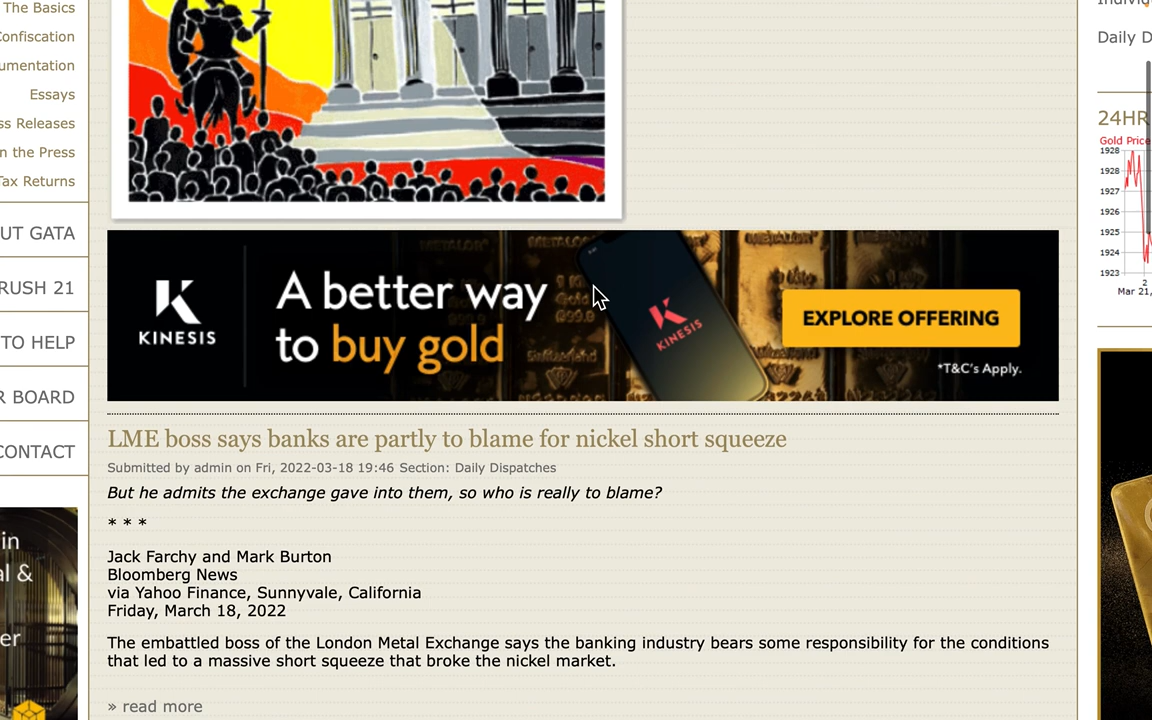 The Basics
Confiscation
umentation
Essays
ss Releases
n the Press
Tax Returns
UT GATA
RUSH 21
TO HELP
R BOARD
CONTACT
in
al &
er
KINESIS
A better way
to buy gold
KINESIS
EXPLORE OFFERING
*T&C's Apply.
LME boss says banks are partly to blame for nickel short squeeze
Submitted by admin on Fri, 2022-03-18 19:46 Section: Daily Dispatches
But he admits the exchange gave into them, so who is really to blame?
* * *
Jack Farchy and Mark Burton
Bloomberg News
via Yahoo Finance, Sunnyvale, California
Friday, March 18, 2022
The embattled boss of the London Metal Exchange says the banking industry bears some responsibility for the conditions
that led to a massive short squeeze that broke the nickel market.
» read more
Daily D
24HR
Gold Price
1928
1928
1927
1926
1925
1924
1923
2
Mar 21,